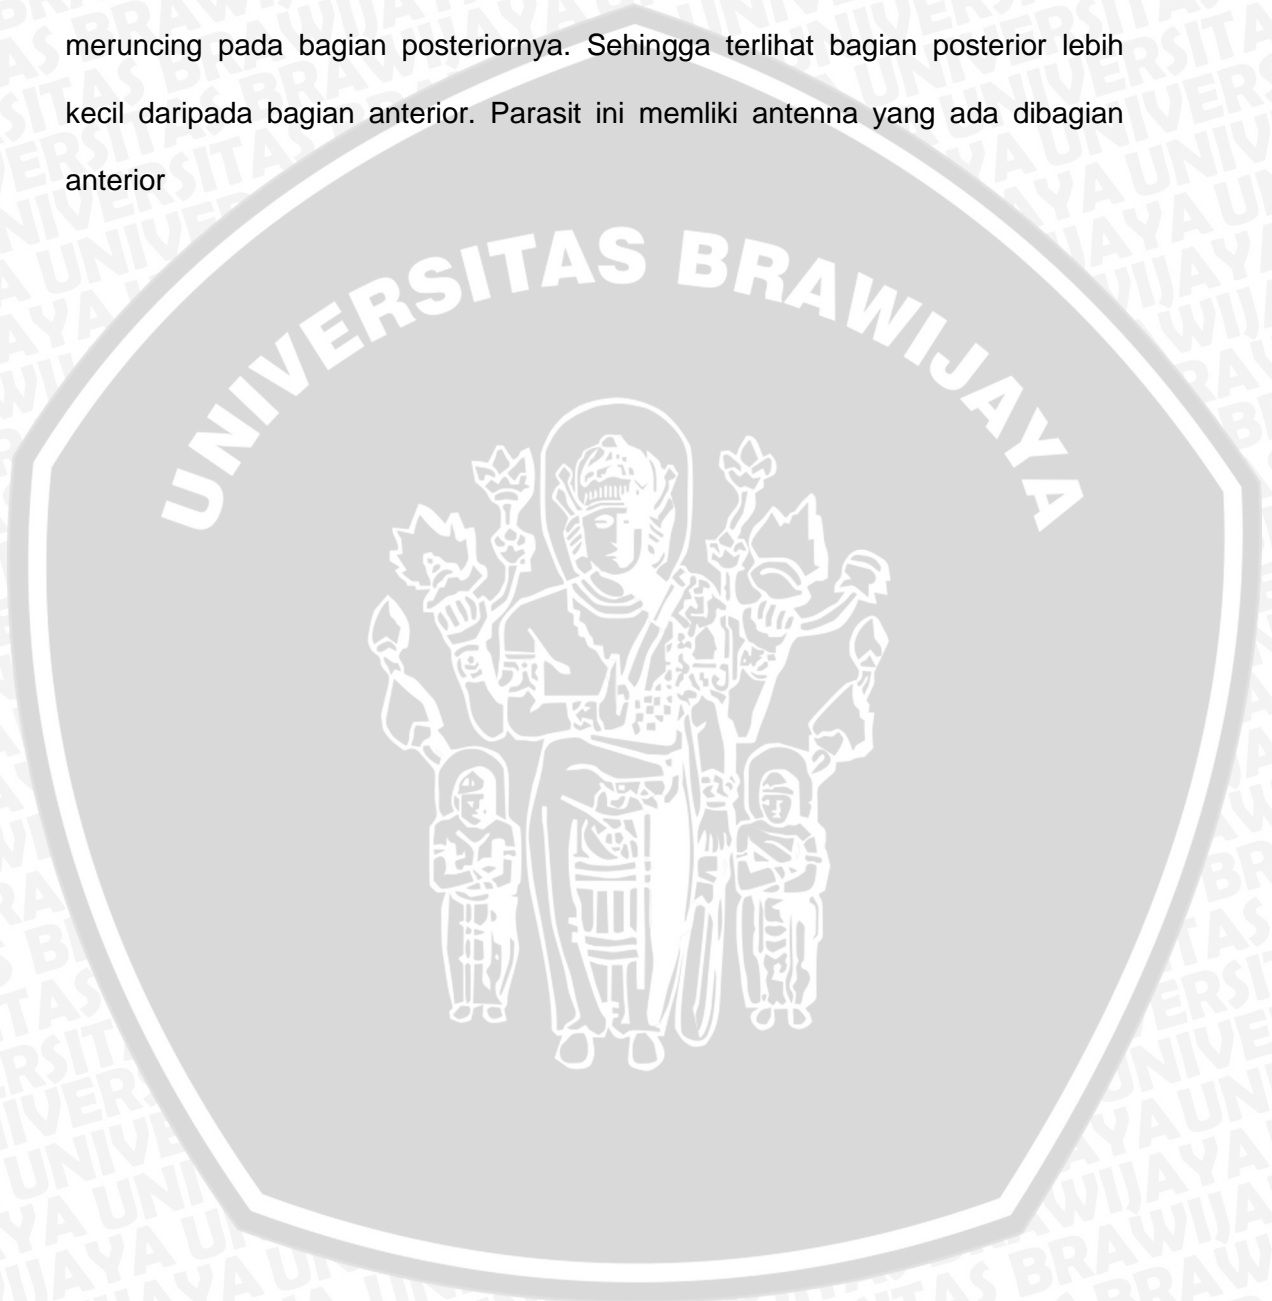 meruncing pada bagian posteriornya. Sehingga terlihat bagian posterior lebih
kecil daripada bagian anterior. Parasit ini memliki antenna yang ada dibagian
anterior
UNIVERSITAS BRAWIJAYA